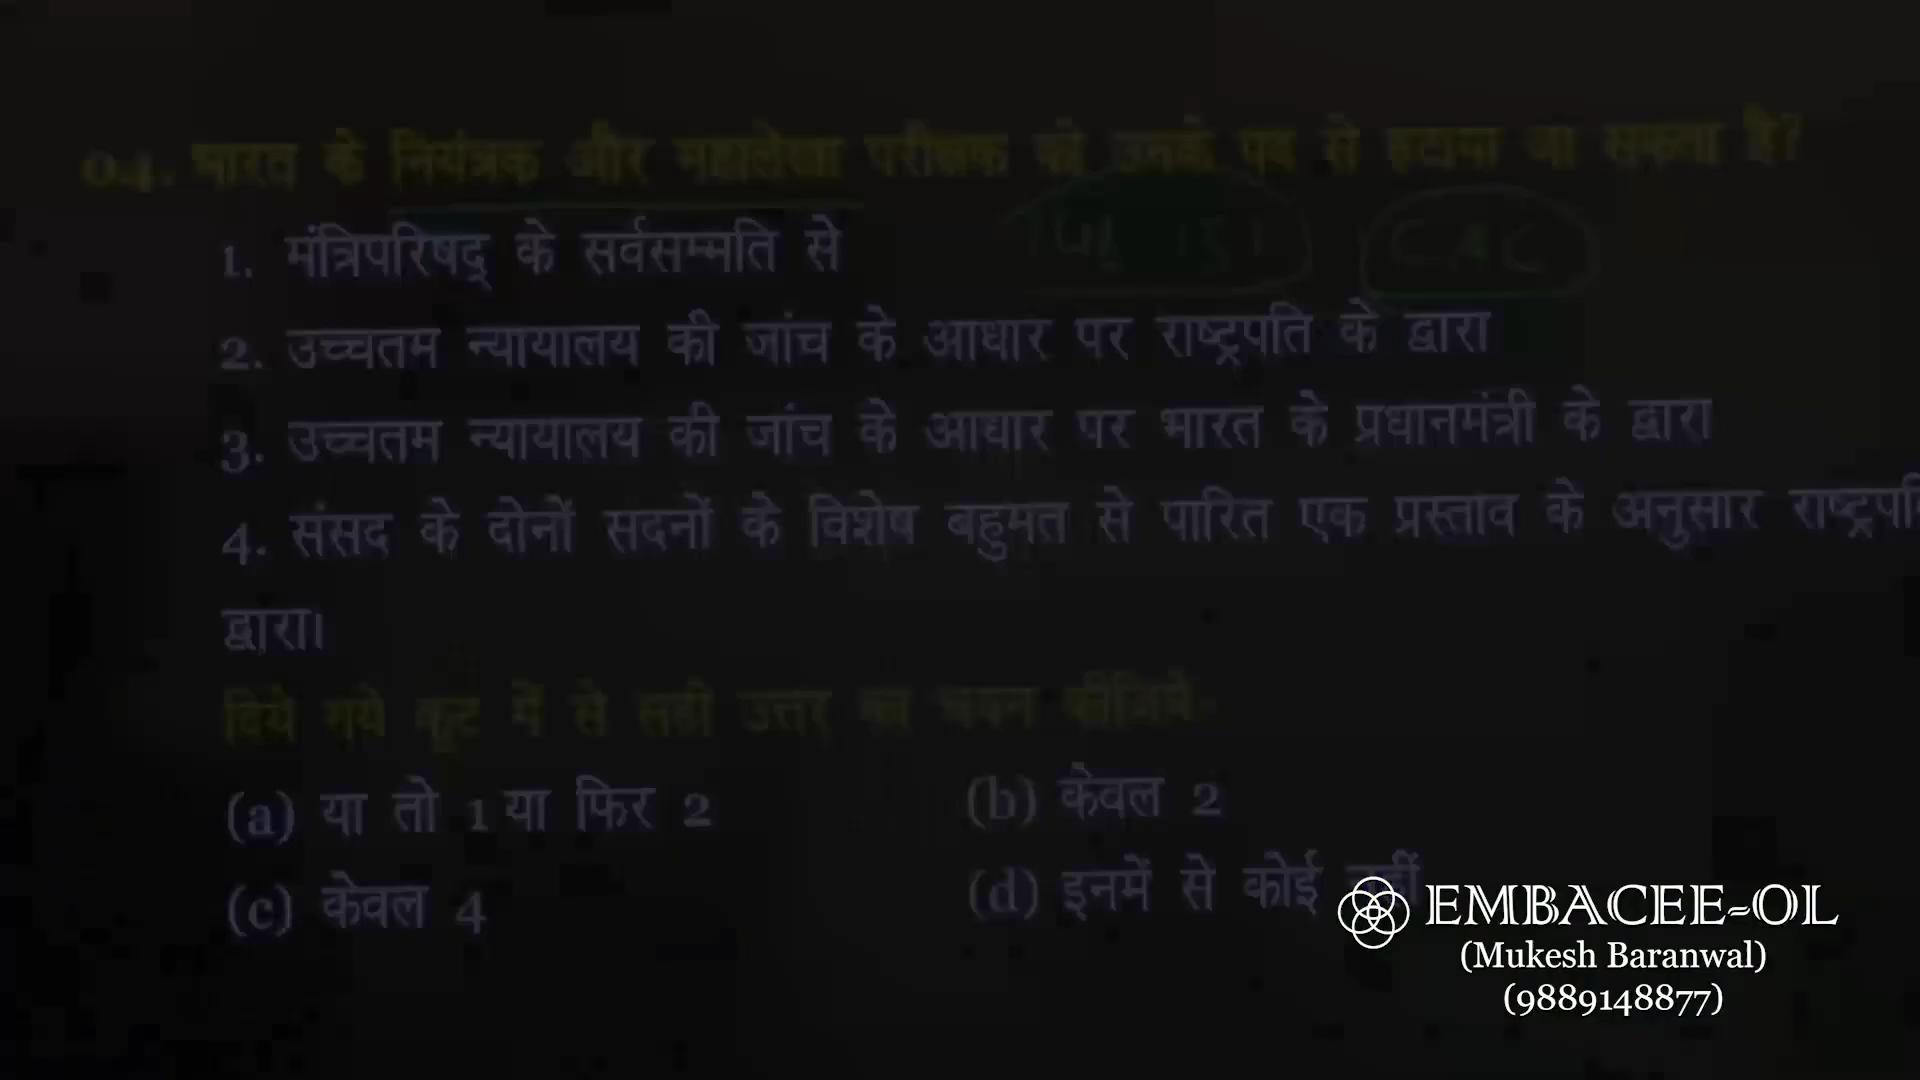 04. भारत के नियंत्रक और महालेखा परीक्षक को उनके पद से हटाया जा सकता है?
1. मंत्रिपरिषद् के सर्वसम्मति से
CAG
2. उच्चतम न्यायालय की जांच के आधार पर राष्ट्रपति के द्वारा
3. उच्चतम न्यायालय की जांच के आधार पर भारत के प्रधानमंत्री के द्वारा
4. संसद के दोनों सदनों के विशेष बहुमत से पारित एक प्रस्ताव के अनुसार
द्वारा।
दिये गये कूट में से सही उत्तर का चयन कीजिये-
(a) या तो 1 या फिर 2
(b) केवल 2
(c) केवल 4
(d) इनमें से कोई नहीं
EMBACEE-OL
(Mukesh Baranwal)
(9889148877)